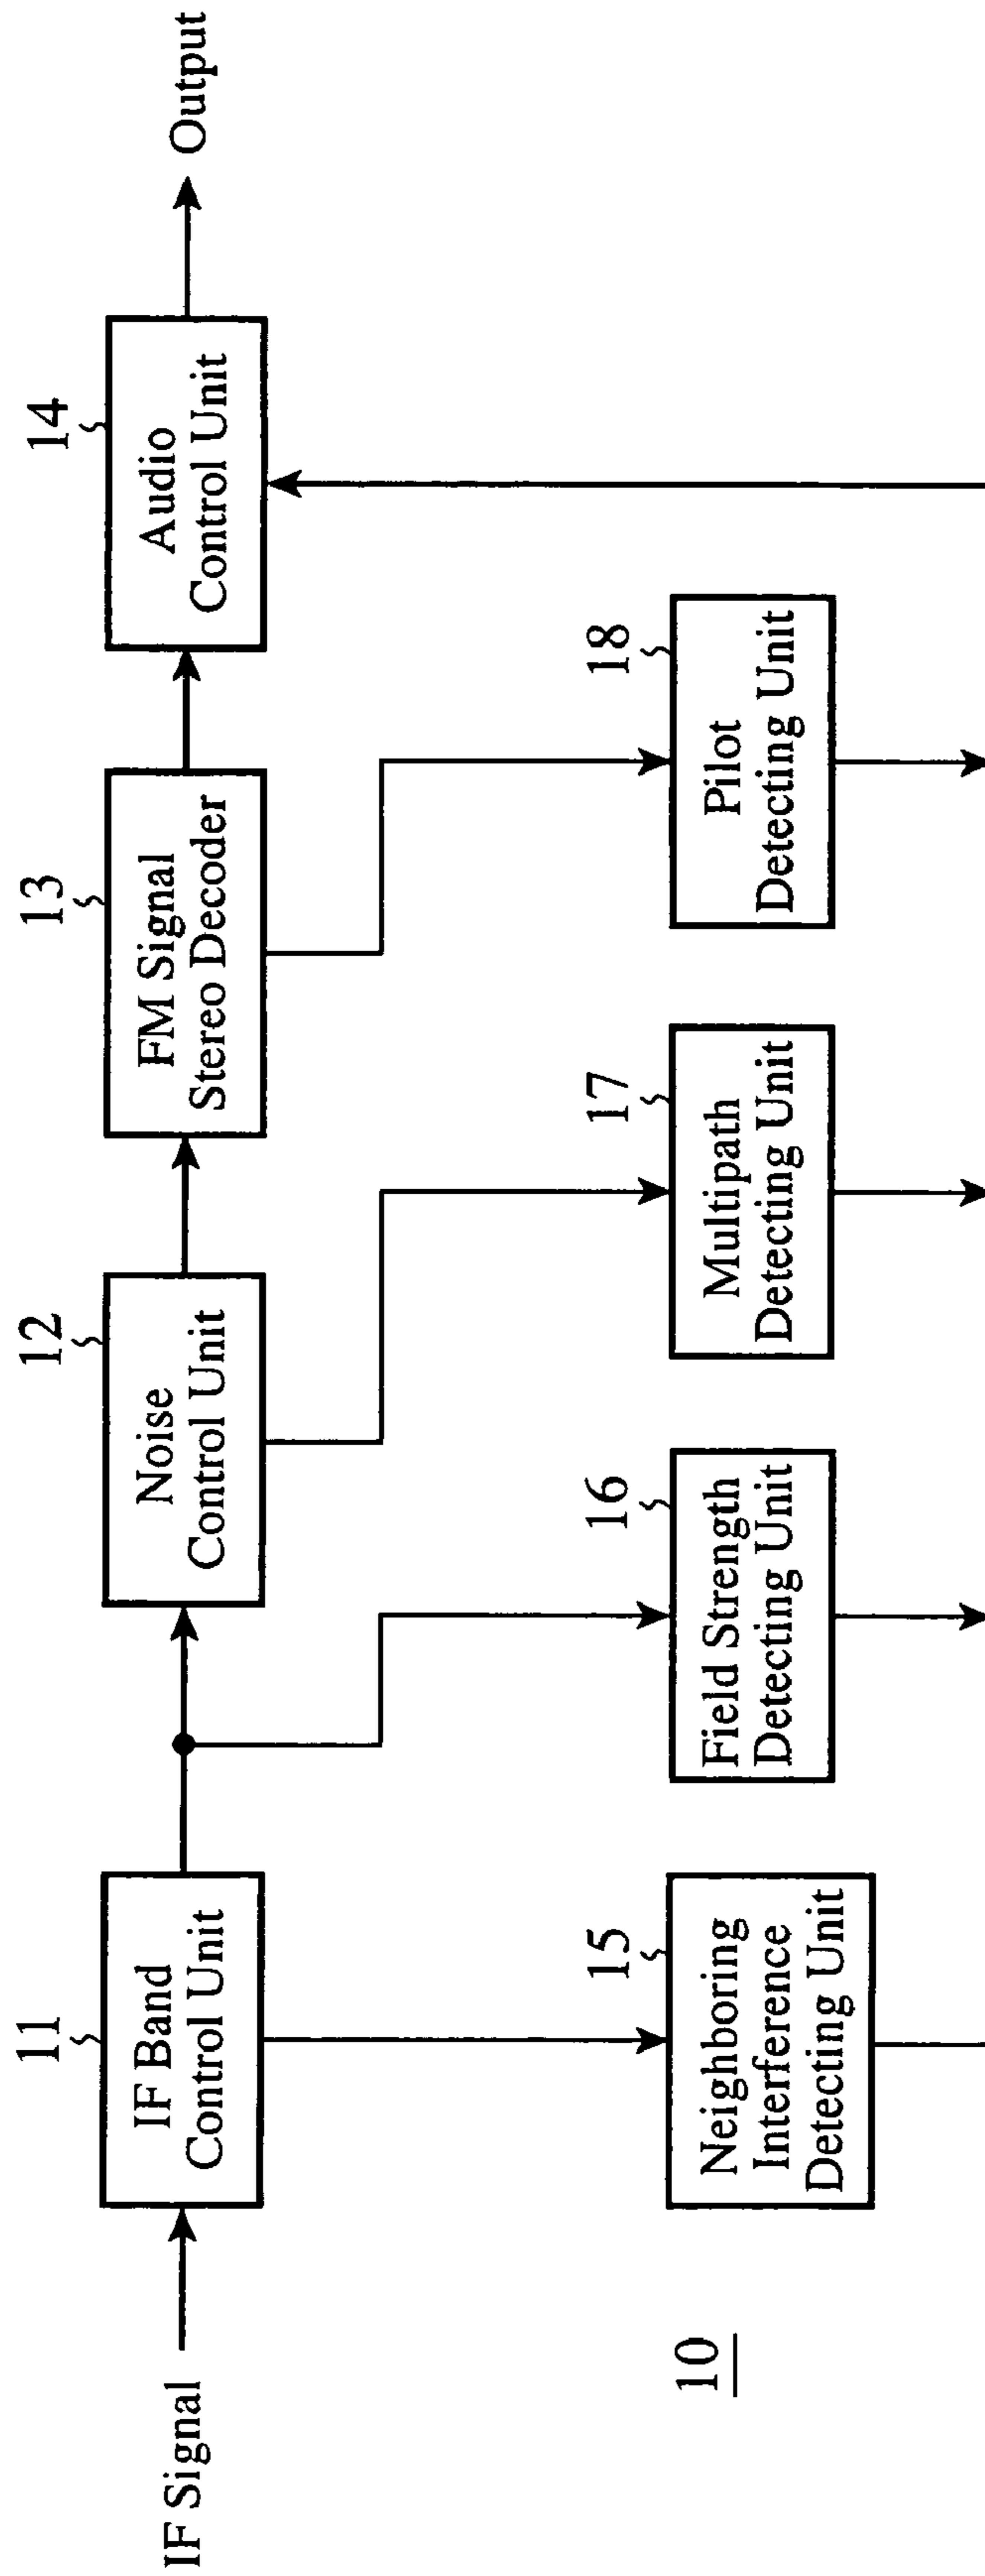 IF Signal
11
IF Band
Control Unit
12
Noise
Control Unit
13
FM Signal
Stereo Decoder
14
Audio
Control Unit
Output
10
15
Neighboring
Interference
Detecting Unit
16
Field Strength
Detecting Unit
17
Multipath
Detecting Unit
18
Pilot
Detecting Unit